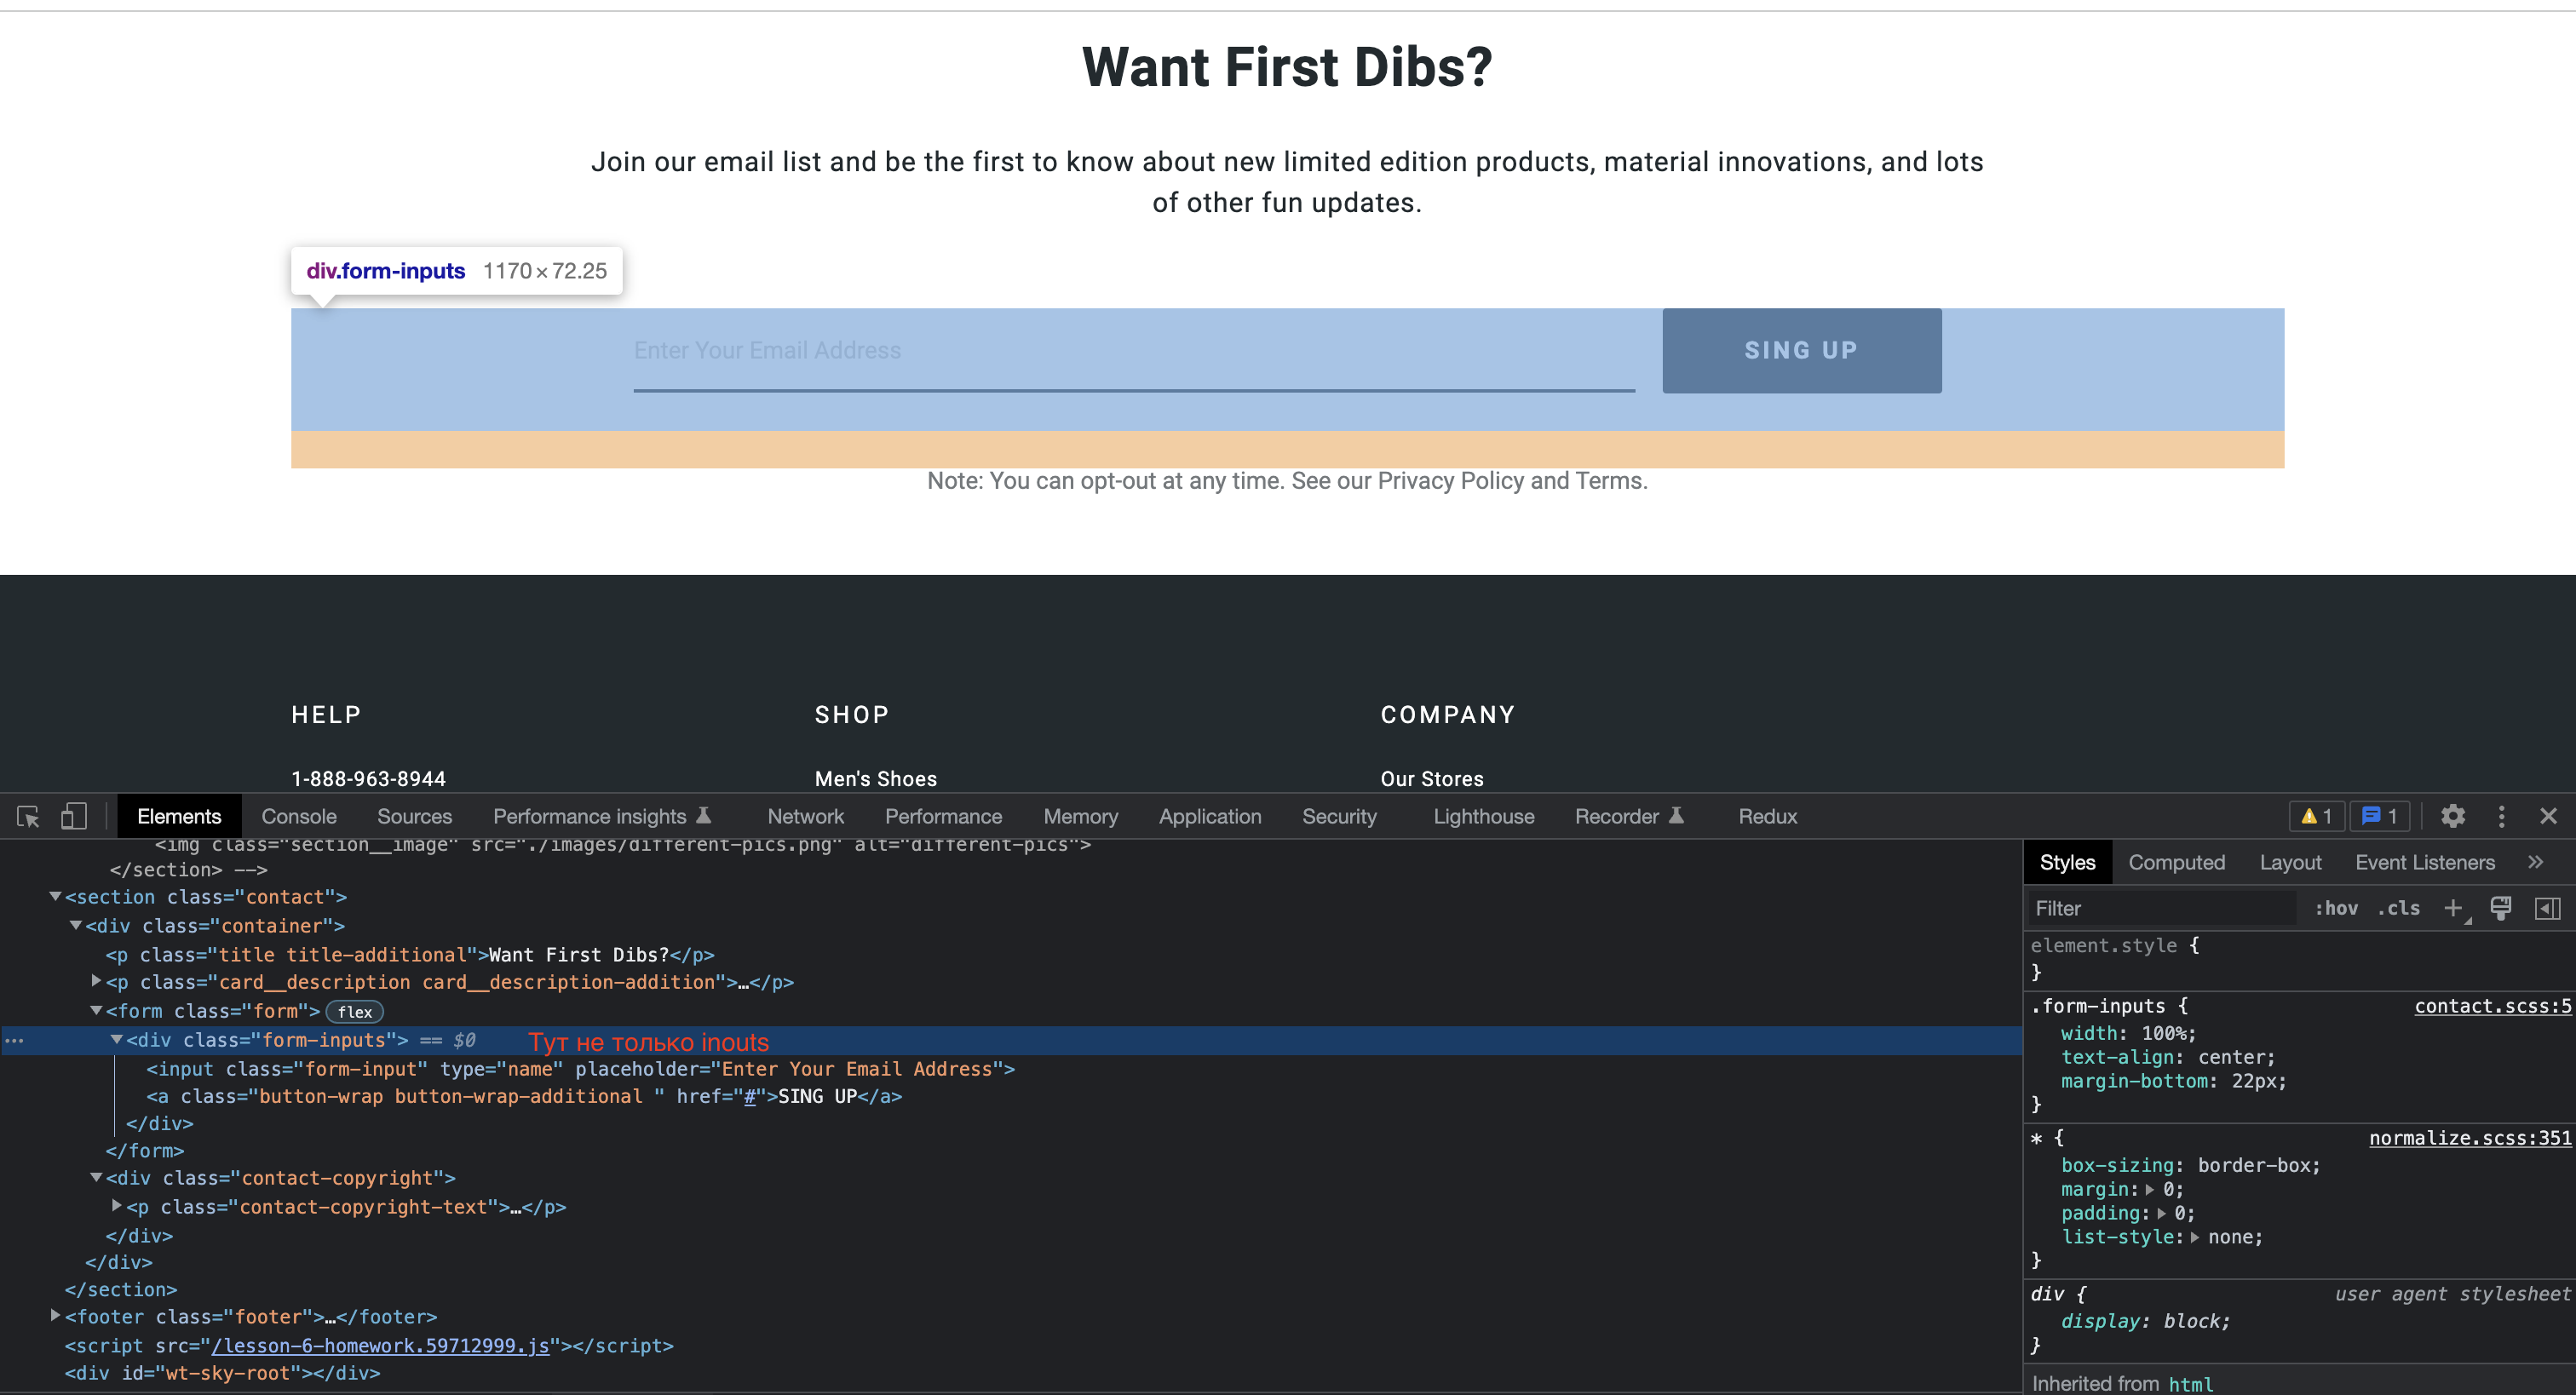 Want First Dibs?
Join our email list and be the first to know about new limited edition products, material innovations, and lots
of other fun updates.
div.form-inputs 1170×72.25
Enter Your Email Address
SING UP
Note: You can opt-out at any time. See our Privacy Policy and Terms.
HELP SHOP COMPANY
1-888-963-8944 Men's Shoes Our Stores
Elements Console Sources Performance insights Network Performance Memory Application Security Lighthouse Recorder Redux 1 1
<img class="section__image" src="./images/different-pics.png" alt="different-pics">
</section> -->
<section class="contact">
<div class="container">
<p class="title title-additional">Want First Dibs?</p>
<p class="card__description card__description-addition">…</p>
<form class="form"> flex
<div class="form-inputs"> == $0 Тут не только inouts
<input class="form-input" type="name" placeholder="Enter Your Email Address">
<a class="button-wrap button-wrap-additional " href="#">SING UP</a>
</div>
</form>
<div class="contact-copyright">
<p class="contact-copyright-text">…</p>
</div>
</div>
</section>
<footer class="footer">…</footer>
<script src="/lesson-6-homework.59712999.js"></script>
<div id="wt-sky-root"></div>
Styles Computed Layout Event Listeners »
Filter :hov .cls +
element.style {
}
.form-inputs { contact.scss:5
width: 100%;
text-align: center;
margin-bottom: 22px;
}
* { normalize.scss:351
box-sizing: border-box;
margin: 0;
padding: 0;
list-style: none;
}
div { user agent stylesheet
display: block;
}
Inherited from html